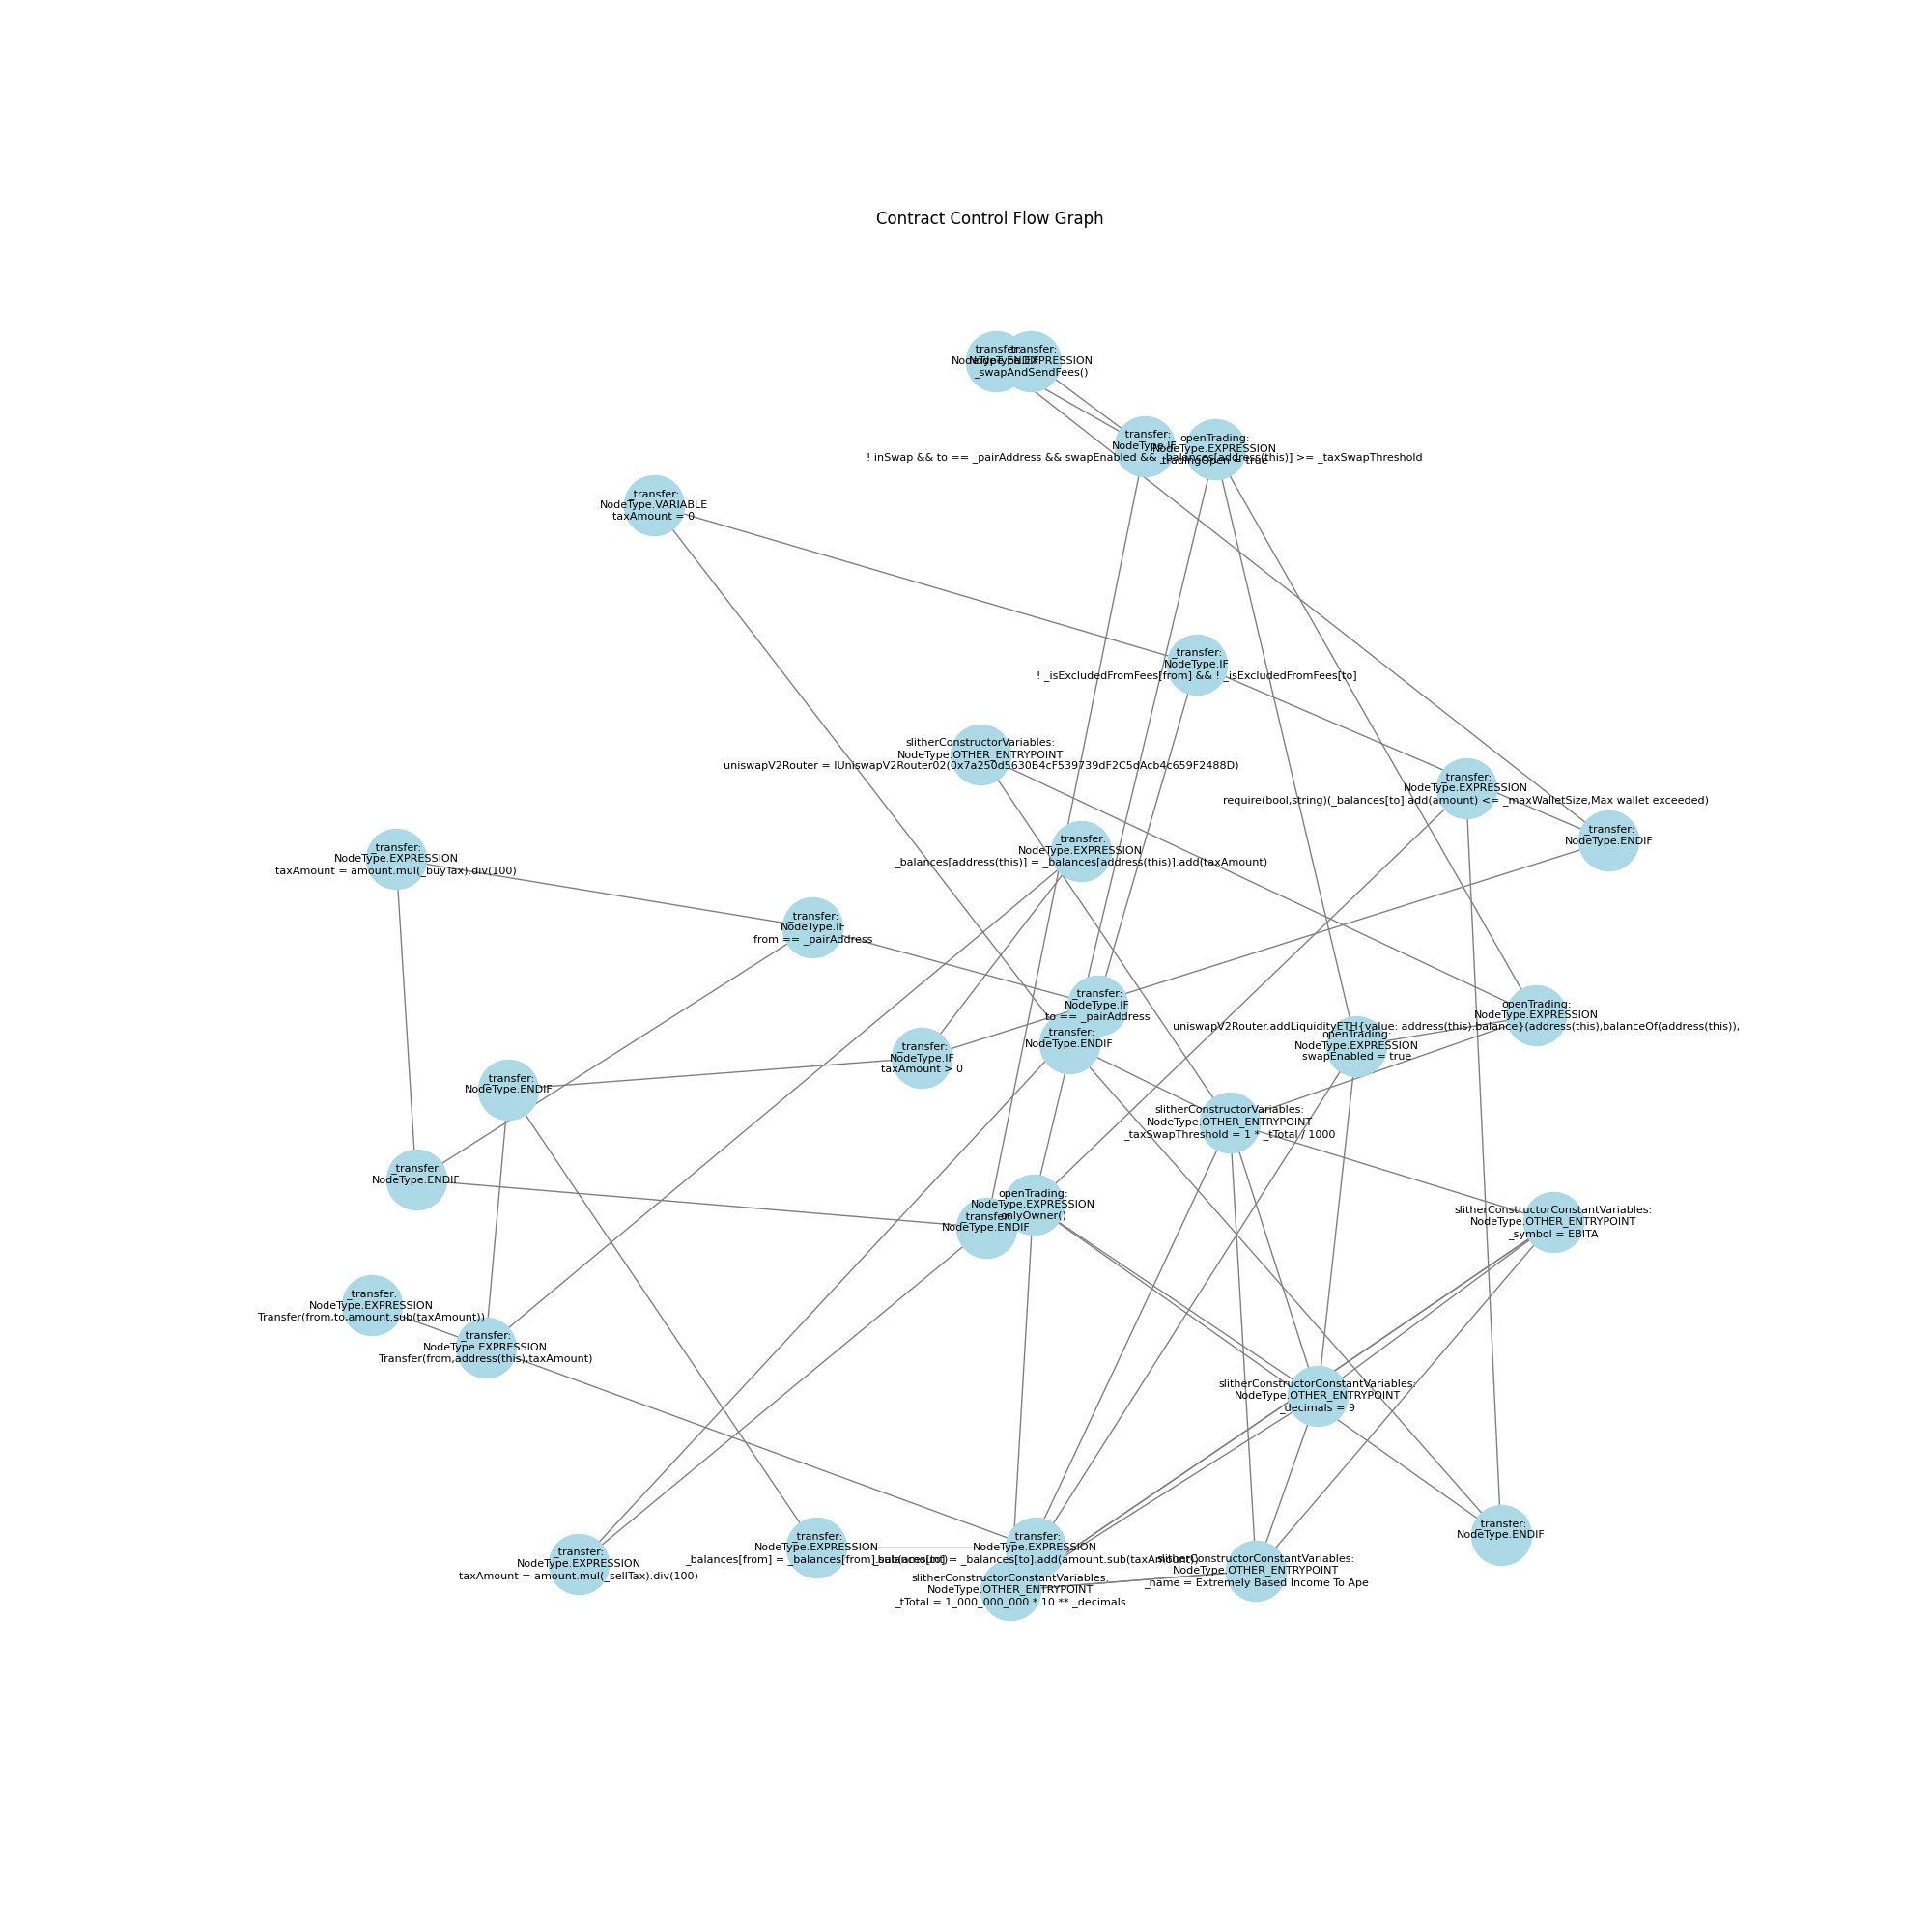 Contract Control Flow Graph
_transfer:
NodeType.ENDIF
_transfer:
NodeType.EXPRESSION
_swapAndSendFees()
_transfer:
NodeType.IF
! inSwap && to == _pairAddress && swapEnabled && _balances[address(this)] >= _taxSwapThreshold
openTrading:
NodeType.EXPRESSION
tradingOpen = true
_transfer:
NodeType.VARIABLE
taxAmount = 0
_transfer:
NodeType.IF
! _isExcludedFromFees[from] && ! _isExcludedFromFees[to]
slitherConstructorVariables:
NodeType.OTHER_ENTRYPOINT
uniswapV2Router = IUniswapV2Router02(0x7a250d5630B4cF539739dF2C5dAcb4c659F2488D)
_transfer:
NodeType.EXPRESSION
require(bool,string)(_balances[to].add(amount) <= _maxWalletSize,Max wallet exceeded)
_transfer:
NodeType.ENDIF
_transfer:
NodeType.EXPRESSION
_balances[address(this)] = _balances[address(this)].add(taxAmount)
_transfer:
NodeType.EXPRESSION
taxAmount = amount.mul(_buyTax).div(100)
_transfer:
NodeType.IF
from == _pairAddress
_transfer:
NodeType.IF
to == _pairAddress
_transfer:
NodeType.ENDIF
openTrading:
NodeType.EXPRESSION
uniswapV2Router.addLiquidityETH{value: address(this).balance}(address(this),balanceOf(address(this)),
openTrading:
NodeType.EXPRESSION
swapEnabled = true
_transfer:
NodeType.IF
taxAmount > 0
_transfer:
NodeType.ENDIF
slitherConstructorVariables:
NodeType.OTHER_ENTRYPOINT
_taxSwapThreshold = 1 * _tTotal / 1000
_transfer:
NodeType.ENDIF
openTrading:
NodeType.EXPRESSION
onlyOwner()
_transfer:
NodeType.ENDIF
slitherConstructorConstantVariables:
NodeType.OTHER_ENTRYPOINT
_symbol = EBITA
_transfer:
NodeType.EXPRESSION
Transfer(from,to,amount.sub(taxAmount))
_transfer:
NodeType.EXPRESSION
Transfer(from,address(this),taxAmount)
slitherConstructorConstantVariables:
NodeType.OTHER_ENTRYPOINT
_decimals = 9
_transfer:
NodeType.ENDIF
_transfer:
NodeType.EXPRESSION
taxAmount = amount.mul(_sellTax).div(100)
_transfer:
NodeType.EXPRESSION
_balances[from] = _balances[from].sub(amount)
_transfer:
NodeType.EXPRESSION
_balances[to] = _balances[to].add(amount.sub(taxAmount))
slitherConstructorConstantVariables:
NodeType.OTHER_ENTRYPOINT
_name = Extremely Based Income To Ape
slitherConstructorConstantVariables:
NodeType.OTHER_ENTRYPOINT
_tTotal = 1_000_000_000 * 10 ** _decimals